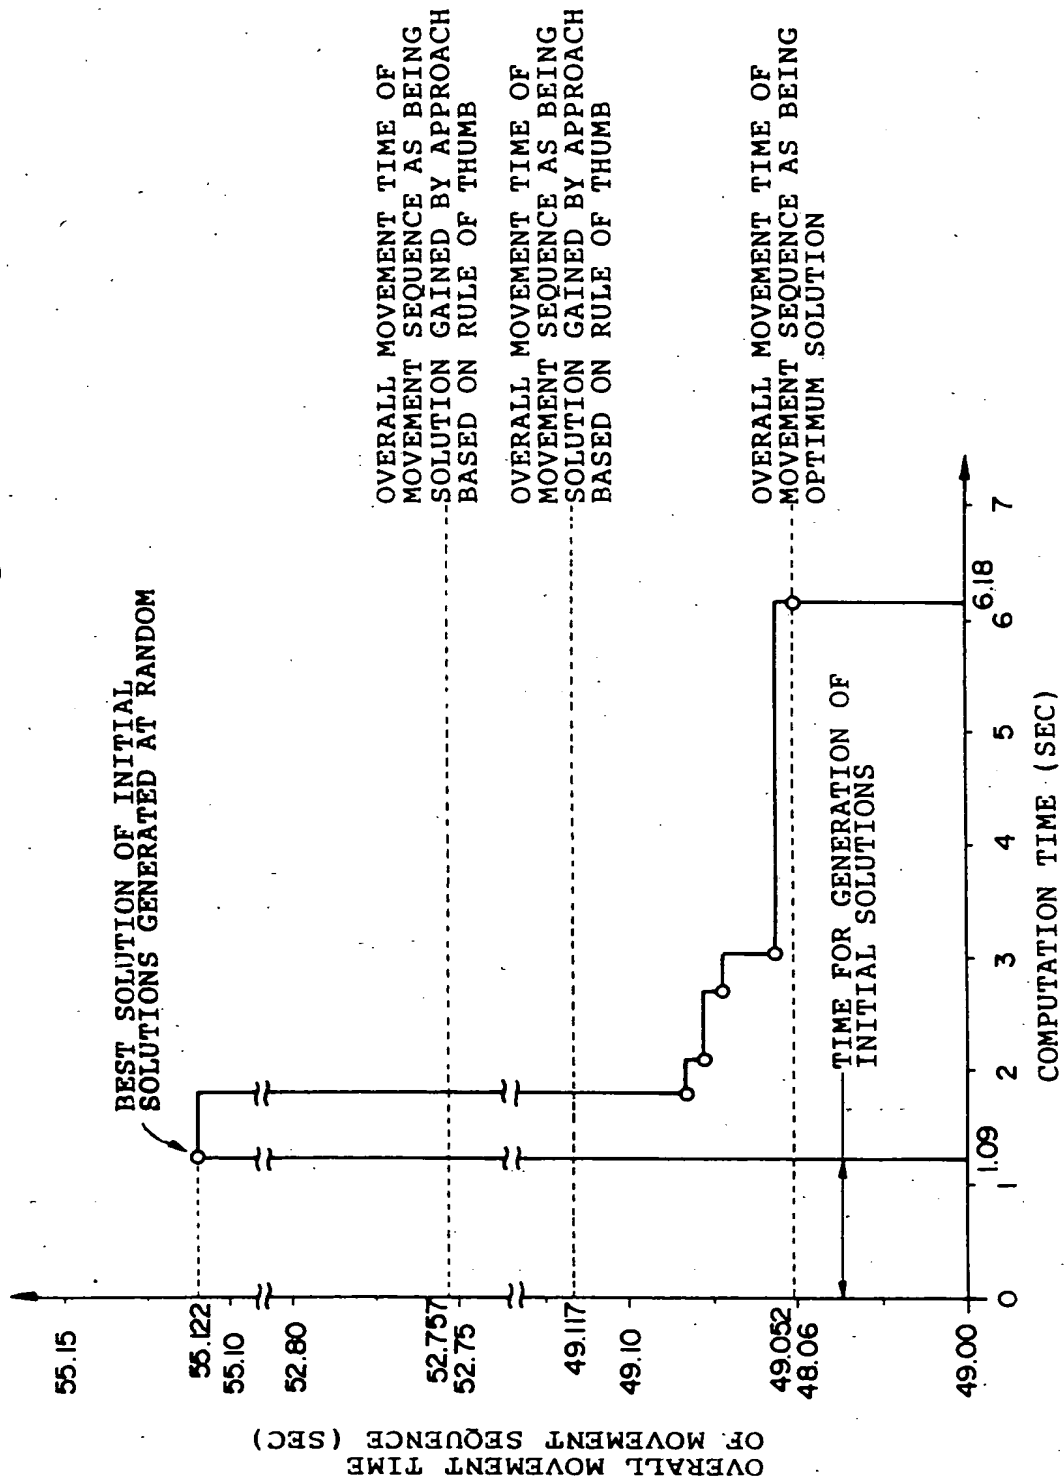 BEST SOLUTION OF INITIAL
SOLUTIONS GENERATED AT RANDOM
OVERALL MOVEMENT TIME OF
MOVEMENT SEQUENCE AS BEING
SOLUTION GAINED BY APPROACH
BASED ON RULE OF THUMB
OVERALL MOVEMENT TIME OF
MOVEMENT SEQUENCE AS BEING
SOLUTION GAINED BY APPROACH
BASED ON RULE OF THUMB
OVERALL MOVEMENT TIME OF
MOVEMENT SEQUENCE AS BEING
OPTIMUM SOLUTION
TIME FOR GENERATION OF
INITIAL SOLUTIONS
OVERALL MOVEMENT TIME
OF MOVEMENT SEQUENCE (SEC)
55.15
55.122
55.10
52.80
52.757
52.75
49.117
49.10
49.052
48.06
49.00
0
1
1.09
2
3
4
5
6
6.18
7
COMPUTATION TIME (SEC)